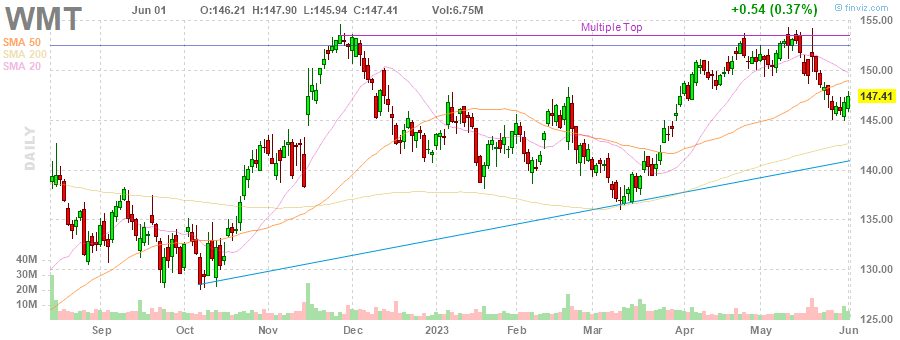 WMT Jun 01 O:146.21 H:147.90 L:145.94 C:147.41 Vol:6.75M +0.54 (0.37%) © finviz.com
SMA 50
SMA 200
SMA 20
Multiple Top
155.00
150.00
147.41
145.00
DAILY
140.00
135.00
40M
30M
130.00
20M
10M
125.00
Sep Oct Nov Dec 2023 Feb Mar Apr May Jun